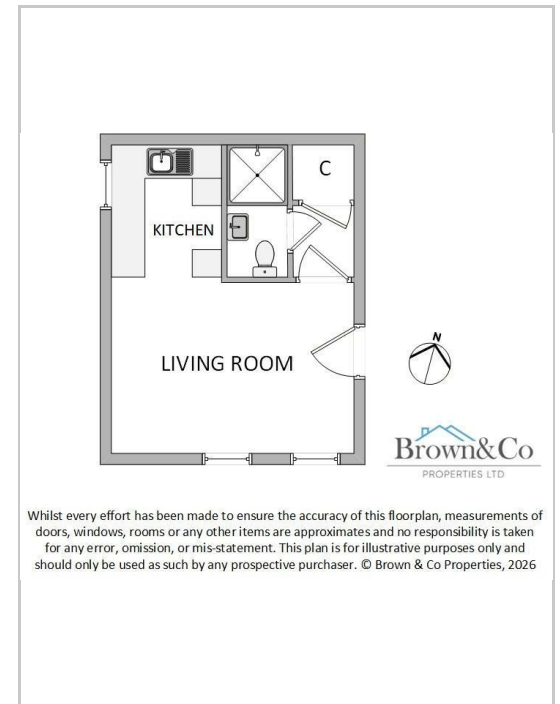 C
KITCHEN
LIVING ROOM
N
Brown&Co
PROPERTIES LTD
Whilst every effort has been made to ensure the accuracy of this floorplan, measurements of
doors, windows, rooms or any other items are approximates and no responsibility is taken
for any error, omission, or mis-statement. This plan is for illustrative purposes only and
should only be used as such by any prospective purchaser. © Brown & Co Properties, 2026